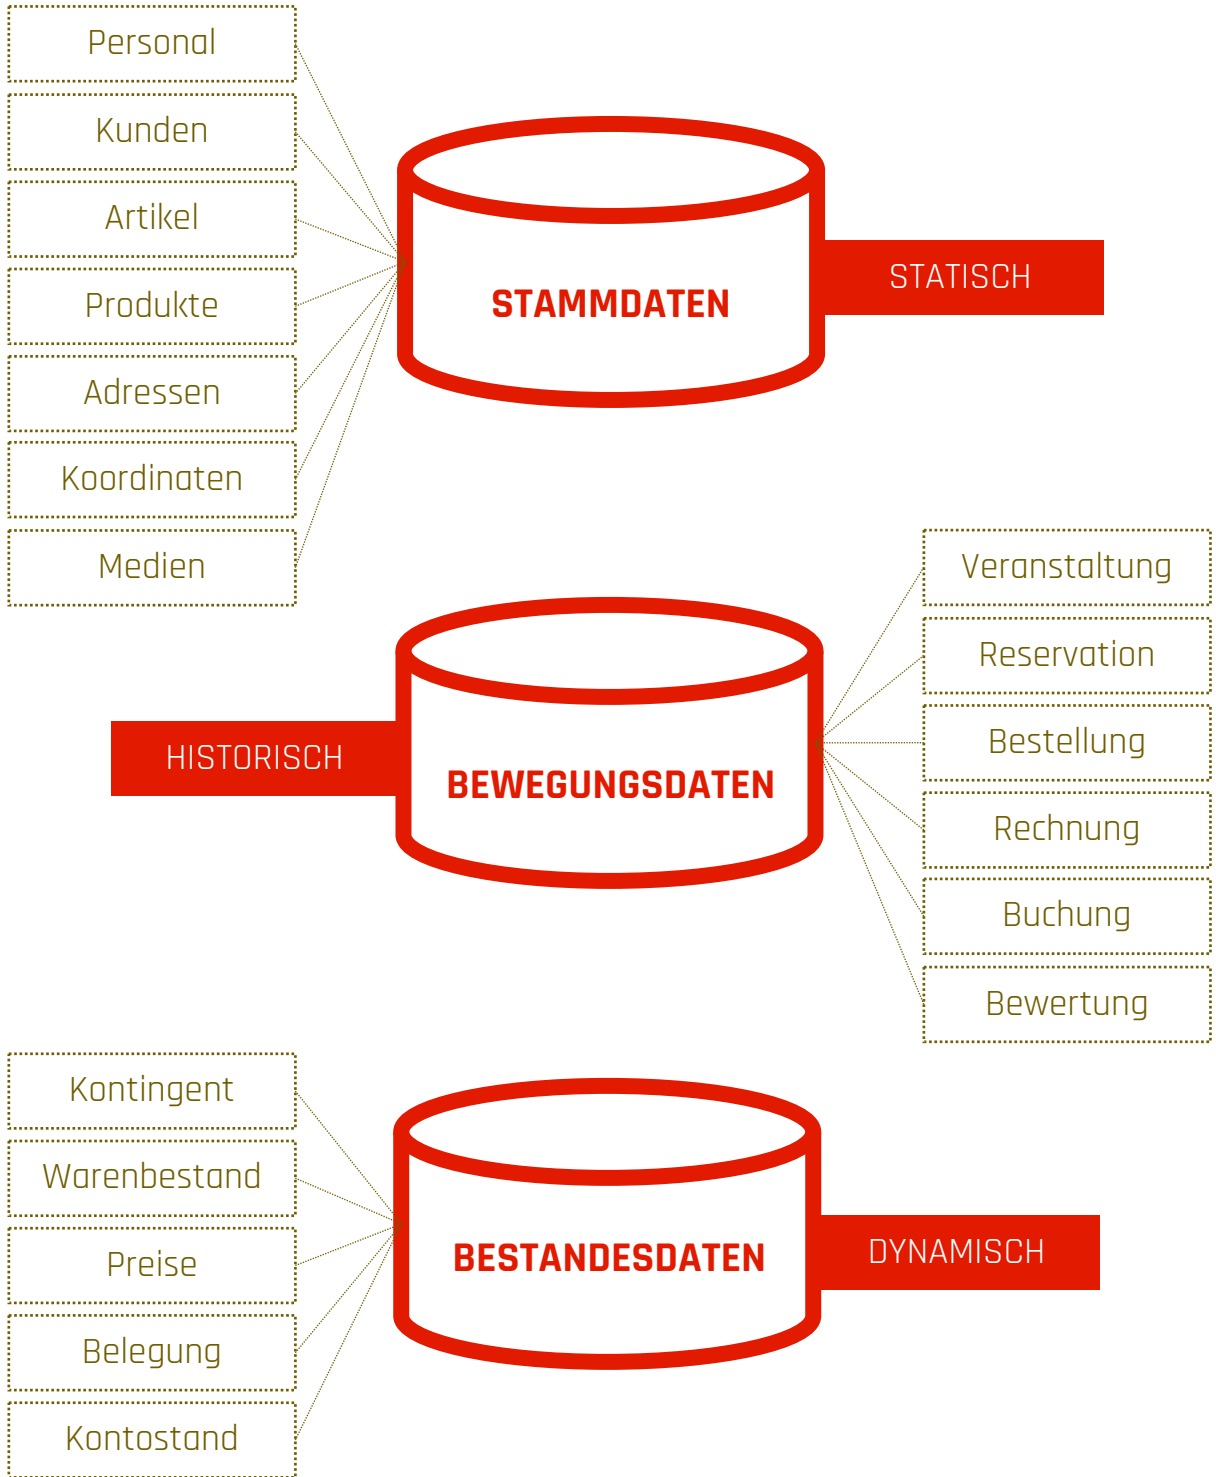 Personal
Kunden
Artikel
Produkte
Adressen
Koordinaten
Medien
STAMMDATEN
STATISCH
HISTORISCH
BEWEGUNGSDATEN
Veranstaltung
Reservation
Bestellung
Rechnung
Buchung
Bewertung
Kontingent
Warenbestand
Preise
Belegung
Kontostand
BESTANDESDATEN
DYNAMISCH